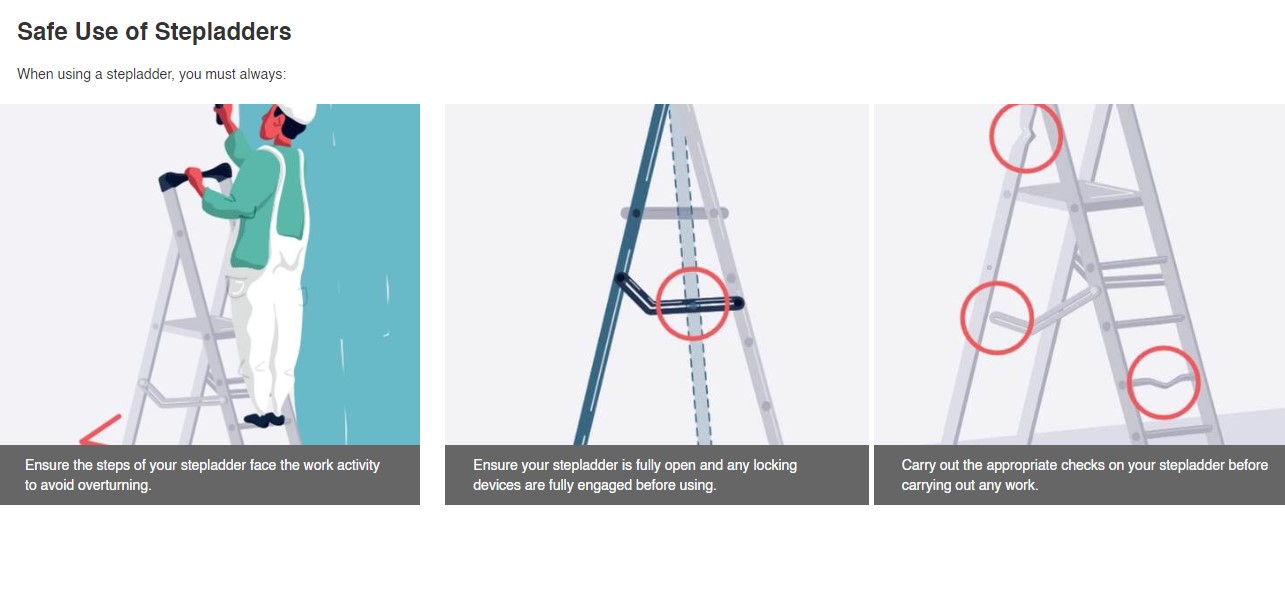 Safe Use of Stepladders
When using a stepladder, you must always:
Ensure the steps of your stepladder face the work activity
to avoid overturning.
Ensure your stepladder is fully open and any locking
devices are fully engaged before using.
Carry out the appropriate checks on your stepladder before
carrying out any work.